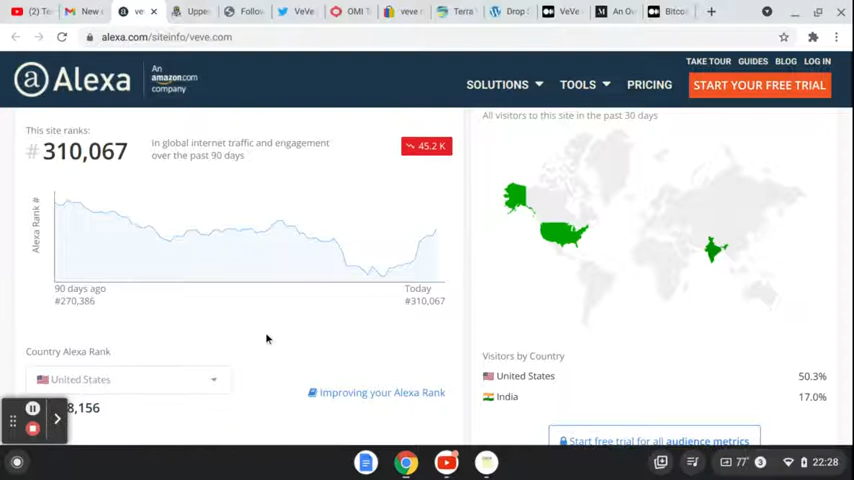 (2) Te
New
ve
Uppe
Follo
VeVe
OMI T
veve
Terra
Drop S
VeVe
An Ov
Bitcoi
alexa.com/siteinfo/veve.com
TAKE TOUR GUIDES BLOG LOG IN
a Alexa
An
amazon.com
company
SOLUTIONS TOOLS PRICING START YOUR FREE TRIAL
This site ranks:
# 310,067
in global internet traffic and engagement
over the past 90 days
45.2 K
Alexa Rank #
90 days ago
#270,386
Today
#310,067
Country Alexa Rank
United States
8,156
Improving your Alexa Rank
All visitors to this site in the past 30 days
Visitors by Country
United States 50.3%
India 17.0%
Start free trial for all audience metrics
77° 3 22:28